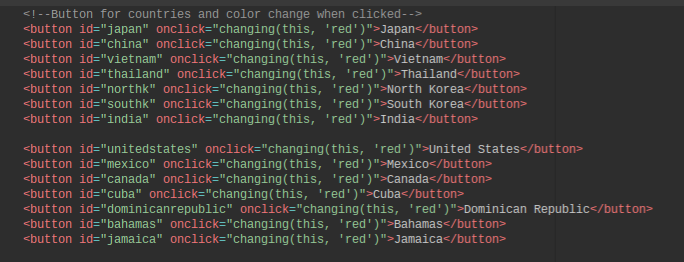 <!--Button for countries and color change when clicked-->
<button id="japan" onclick="changing(this, 'red')">Japan</button>
<button id="china" onclick="changing(this, 'red')">China</button>
<button id="vietnam" onclick="changing(this, 'red')">Vietnam</button>
<button id="thailand" onclick="changing(this, 'red')">Thailand</button>
<button id="northk" onclick="changing(this, 'red')">North Korea</button>
<button id="southk" onclick="changing(this, 'red')">South Korea</button>
<button id="india" onclick="changing(this, 'red')">India</button>
<button id="unitedstates" onclick="changing(this, 'red')">United States</button>
<button id="mexico" onclick="changing(this, 'red')">Mexico</button>
<button id="canada" onclick="changing(this, 'red')">Canada</button>
<button id="cuba" onclick="changing(this, 'red')">Cuba</button>
<button id="dominicanrepublic" onclick="changing(this, 'red')">Dominican Republic</button>
<button id="bahamas" onclick="changing(this, 'red')">Bahamas</button>
<button id="jamaica" onclick="changing(this, 'red')">Jamaica</button>